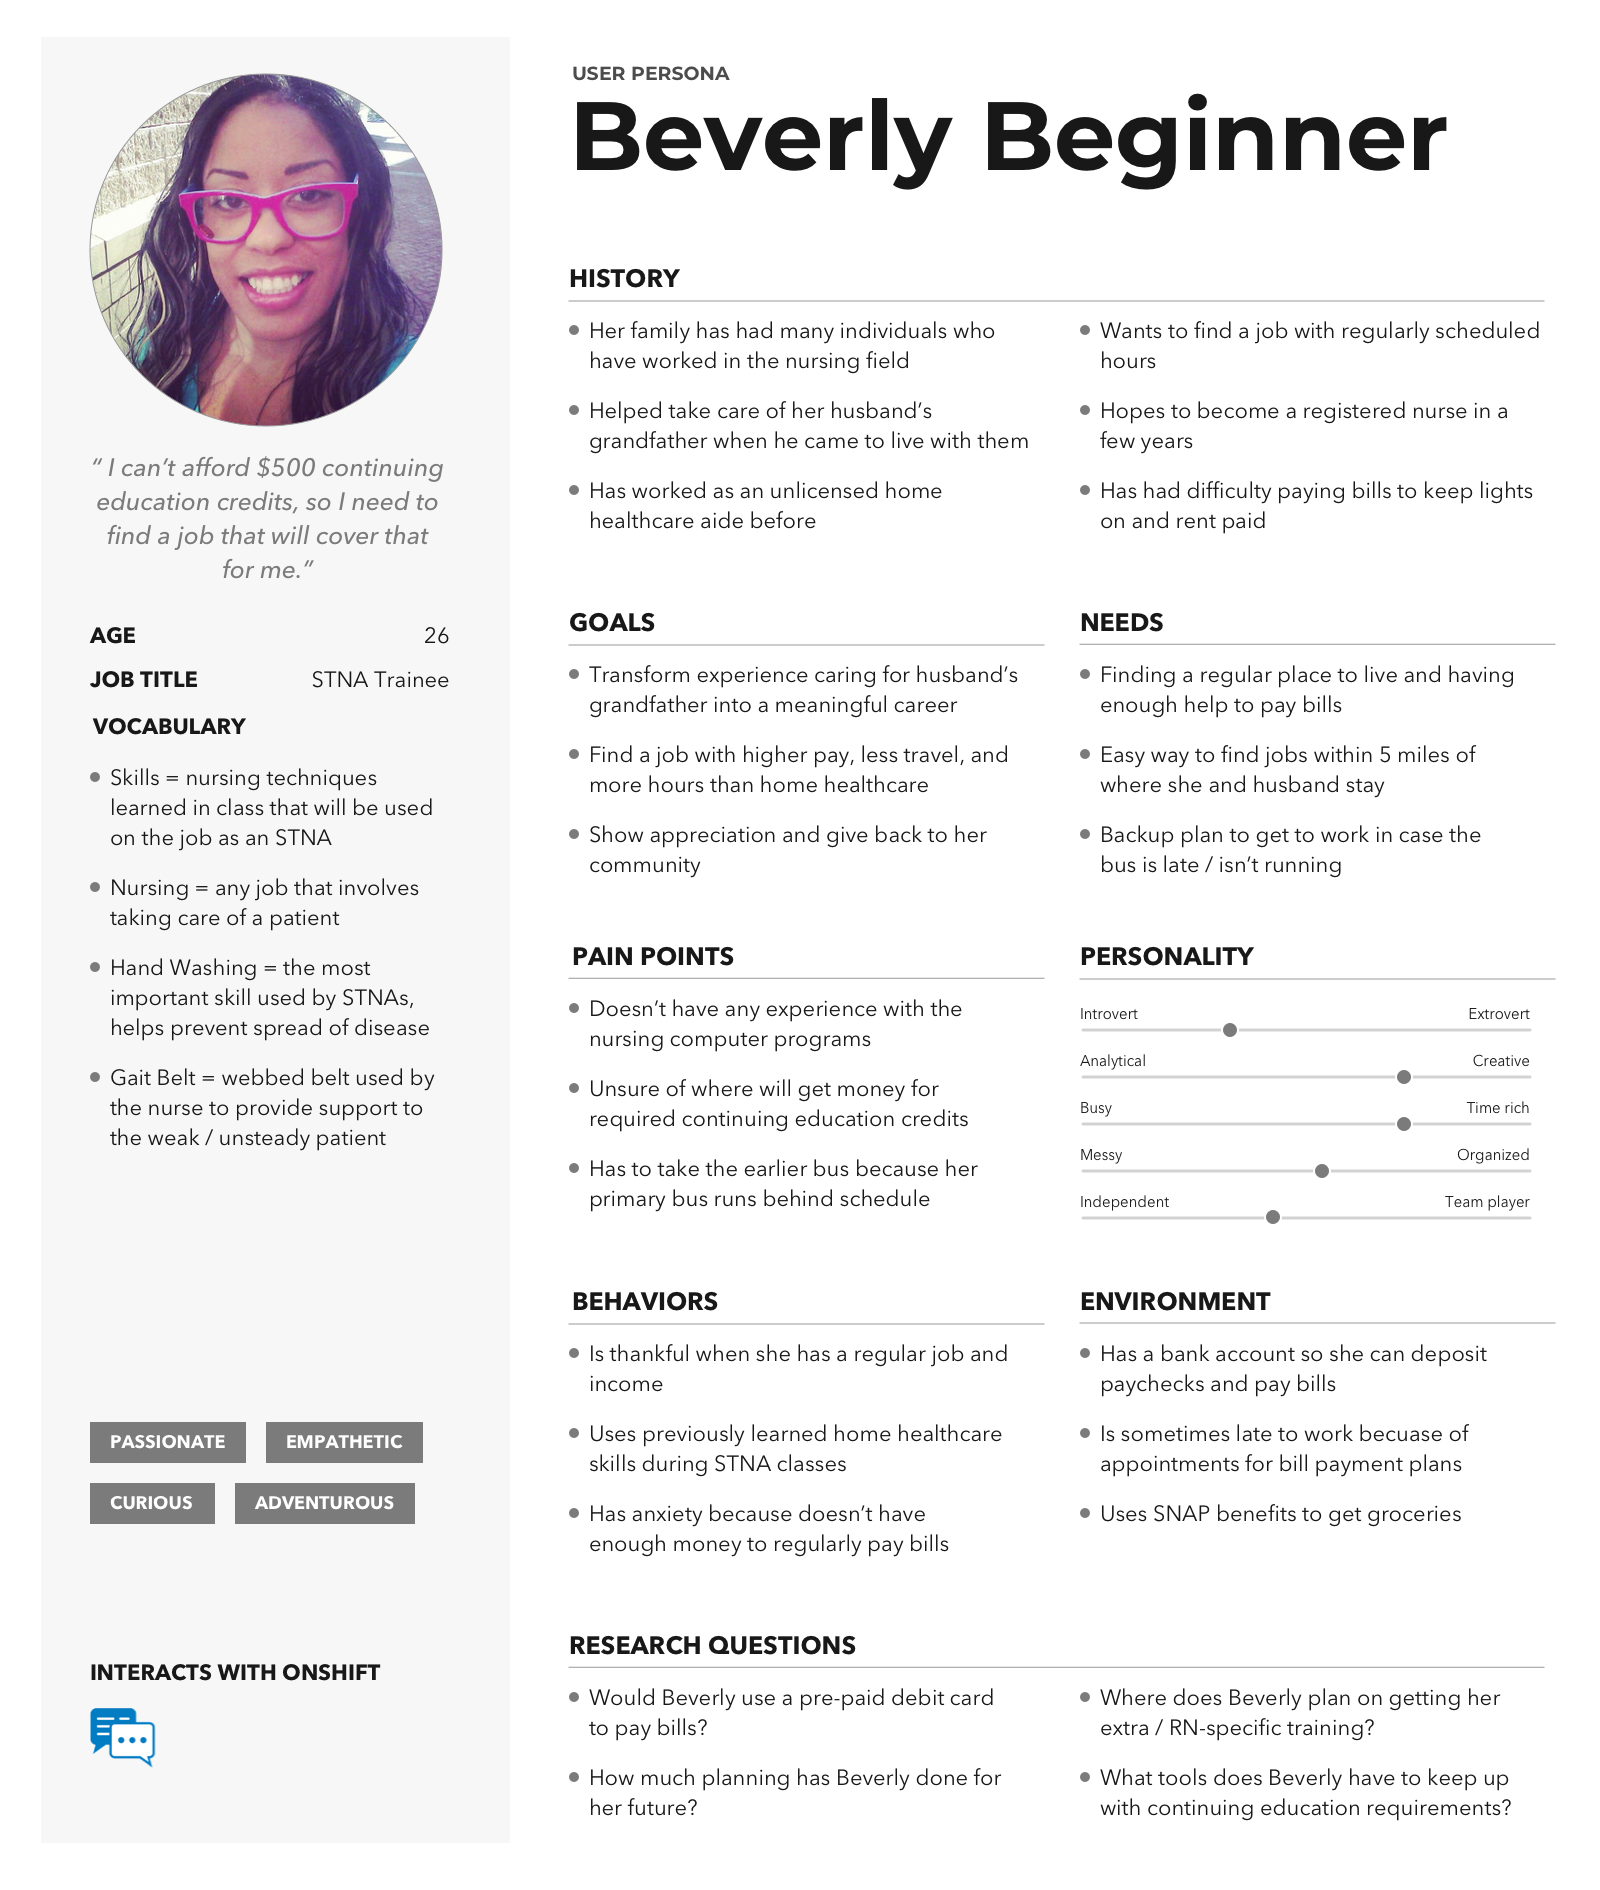 USER PERSONA
Beverly Beginner
“ I can’t afford $500 continuing
education credits, so I need to
find a job that will cover that
for me.”
AGE 26
JOB TITLE STNA Trainee
VOCABULARY
Skills = nursing techniques
learned in class that will be used
on the job as an STNA
Nursing = any job that involves
taking care of a patient
Hand Washing = the most
important skill used by STNAs,
helps prevent spread of disease
Gait Belt = webbed belt used by
the nurse to provide support to
the weak / unsteady patient
PASSIONATE EMPATHETIC
CURIOUS ADVENTUROUS
INTERACTS WITH ONSHIFT
HISTORY
Her family has had many individuals who
have worked in the nursing field
Helped take care of her husband’s
grandfather when he came to live with them
Has worked as an unlicensed home
healthcare aide before
Wants to find a job with regularly scheduled
hours
Hopes to become a registered nurse in a
few years
Has had difficulty paying bills to keep lights
on and rent paid
GOALS
Transform experience caring for husband’s
grandfather into a meaningful career
Find a job with higher pay, less travel, and
more hours than home healthcare
Show appreciation and give back to her
community
NEEDS
Finding a regular place to live and having
enough help to pay bills
Easy way to find jobs within 5 miles of
where she and husband stay
Backup plan to get to work in case the
bus is late / isn’t running
PAIN POINTS
Doesn’t have any experience with the
nursing computer programs
Unsure of where will get money for
required continuing education credits
Has to take the earlier bus because her
primary bus runs behind schedule
PERSONALITY
Introvert Extrovert
Analytical Creative
Busy Time rich
Messy Organized
Independent Team player
BEHAVIORS
Is thankful when she has a regular job and
income
Uses previously learned home healthcare
skills during STNA classes
Has anxiety because doesn’t have
enough money to regularly pay bills
ENVIRONMENT
Has a bank account so she can deposit
paychecks and pay bills
Is sometimes late to work becuase of
appointments for bill payment plans
Uses SNAP benefits to get groceries
RESEARCH QUESTIONS
Would Beverly use a pre-paid debit card
to pay bills?
How much planning has Beverly done for
her future?
Where does Beverly plan on getting her
extra / RN-specific training?
What tools does Beverly have to keep up
with continuing education requirements?